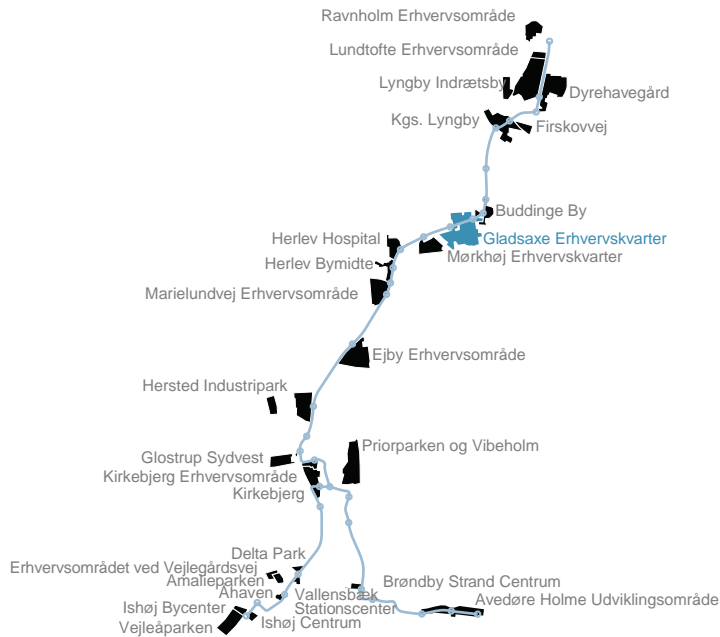 Ravnholm Erhvervsområde
Lundtofte Erhvervsområde
Lyngby Indrætsby
Dyrehavegård
Kgs. Lyngby
Firskovvej
Buddinge By
Herlev Hospital
Gladsaxe Erhvervskvarter
Mørkhøj Erhvervskvarter
Herlev Bymidte
Marielundvej Erhvervsområde
Ejby Erhvervsområde
Hersted Industripark
Priorparken og Vibeholm
Glostrup Sydvest
Kirkebjerg Erhvervsområde
Kirkebjerg
Delta Park
Erhvervsområdet ved Vejlegårdsvej
Amalieparken
Brøndby Strand Centrum
Åhaven
Vallensbæk
Stationscenter
Avedøre Holme Udviklingsområde
Ishøj Bycenter
Ishøj Centrum
Vejleåparken